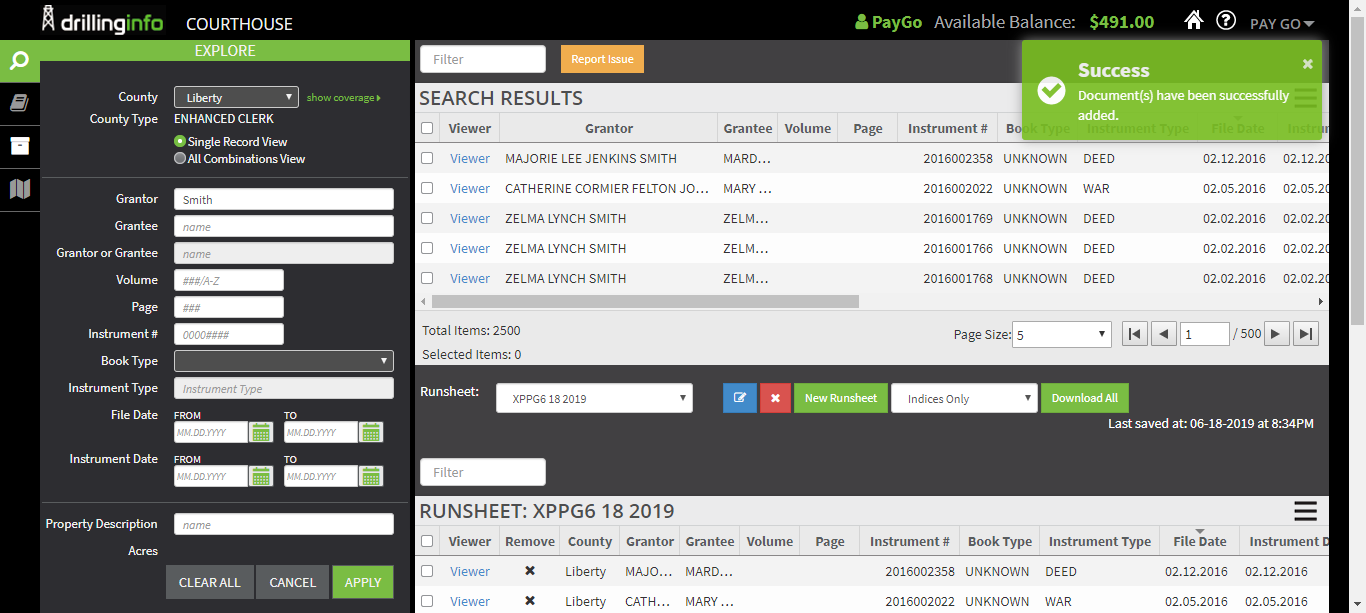 drillinginfo COURTHOUSE
PayGo Available Balance: $491.00 PAY GO
EXPLORE
County Liberty show coverage
County Type ENHANCED CLERK
Single Record View
All Combinations View
Grantor Smith
Grantee name
Grantor or Grantee name
Volume ###/A-Z
Page ###
Instrument # 0000####
Book Type
Instrument Type Instrument Type
File Date FROM TO
MM.DD.YYYY MM.DD.YYYY
Instrument Date FROM TO
MM.DD.YYYY MM.DD.YYYY
Property Description name
Acres
CLEAR ALL CANCEL APPLY
Filter Report Issue
Success
Document(s) have been successfully
added.
SEARCH RESULTS
Viewer Grantor Grantee Volume Page Instrument # Book Type Instrument Type File Date Instrum
Viewer MAJORIE LEE JENKINS SMITH MARD... 2016002358 UNKNOWN DEED 02.12.2016 02.12.20
Viewer CATHERINE CORMIER FELTON JO... MARY ... 2016002022 UNKNOWN WAR 02.05.2016 02.05.20
Viewer ZELMA LYNCH SMITH ZELM... 2016001769 UNKNOWN DEED 02.02.2016 02.02.20
Viewer ZELMA LYNCH SMITH ZELM... 2016001766 UNKNOWN DEED 02.02.2016 02.02.20
Viewer ZELMA LYNCH SMITH ZELM... 2016001768 UNKNOWN DEED 02.02.2016 02.02.20
Total Items: 2500
Selected Items: 0
Page Size: 5 1 / 500
Runsheet: XPPG6 18 2019 New Runsheet Indices Only Download All
Last saved at: 06-18-2019 at 8:34PM
Filter
RUNSHEET: XPPG6 18 2019
Viewer Remove County Grantor Grantee Volume Page Instrument # Book Type Instrument Type File Date Instrument D
Viewer Liberty MAJO... MARD... 2016002358 UNKNOWN DEED 02.12.2016 02.12.2016
Viewer Liberty CATH... MARY ... 2016002022 UNKNOWN WAR 02.05.2016 02.05.2016